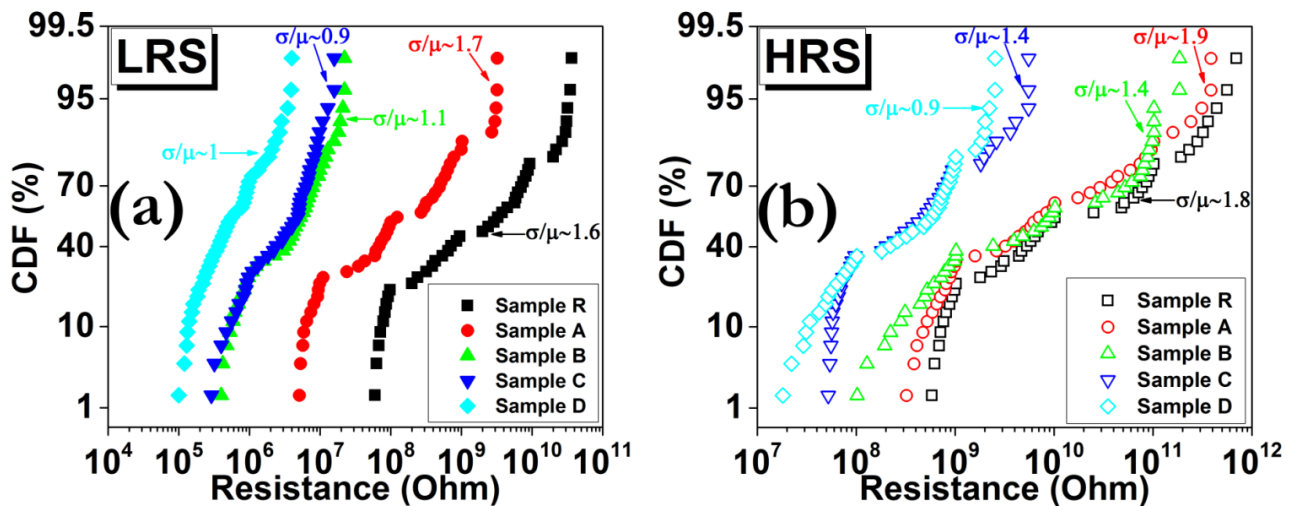 LRS
(a)
CDF (%)
99.5
95
70
40
10
1
σ/μ~0.9
σ/μ~1.7
σ/μ~1.1
σ/μ~1
σ/μ~1.6
Sample R
Sample A
Sample B
Sample C
Sample D
10^4 10^5 10^6 10^7 10^8 10^9 10^10 10^11
Resistance (Ohm)
HRS
(b)
CDF (%)
99.5
95
70
40
10
1
σ/μ~1.4
σ/μ~1.9
σ/μ~1.4
σ/μ~0.9
σ/μ~1.8
Sample R
Sample A
Sample B
Sample C
Sample D
10^7 10^8 10^9 10^10 10^11 10^12
Resistance (Ohm)